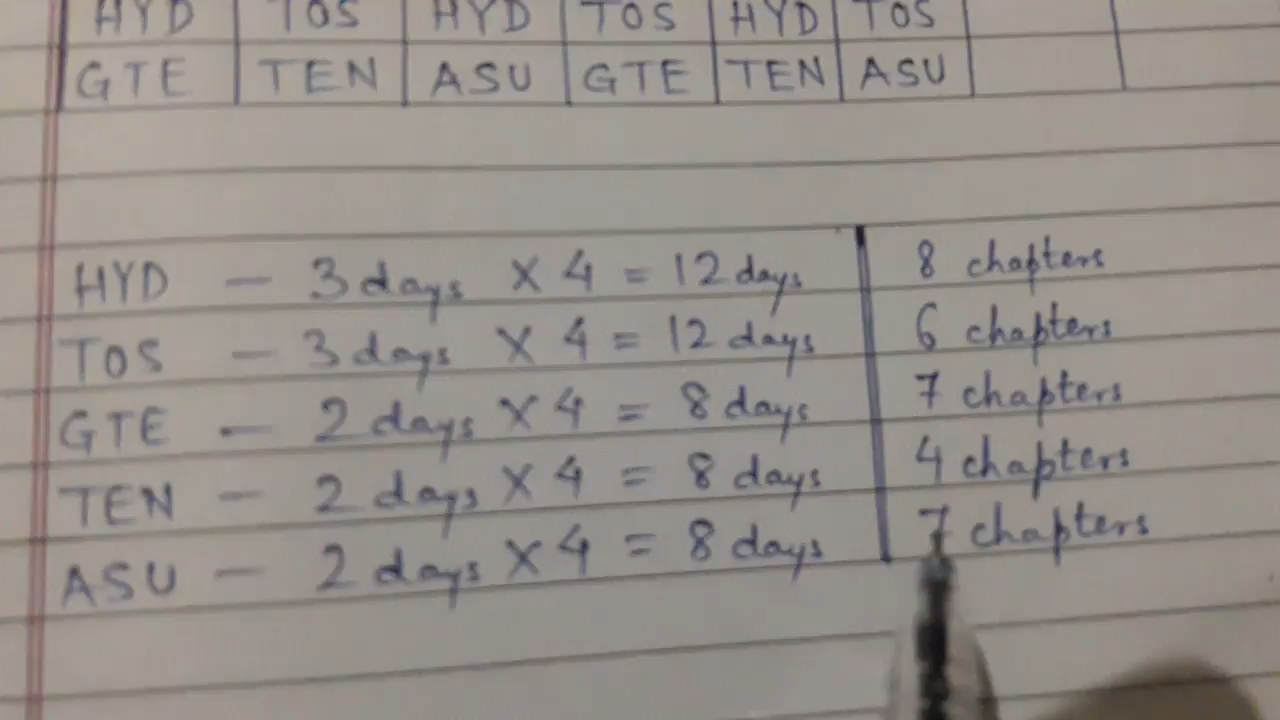 HYD TOS HYD TOS HYD TOS
GTE TEN ASU GTE TEN ASU
HYD - 3 days X 4 = 12 days 8 chapters
TOS - 3 days X 4 = 12 days 6 chapters
GTE - 2 days X 4 = 8 days 7 chapters
TEN - 2 days X 4 = 8 days 4 chapters
ASU - 2 days X 4 = 8 days 7 chapters